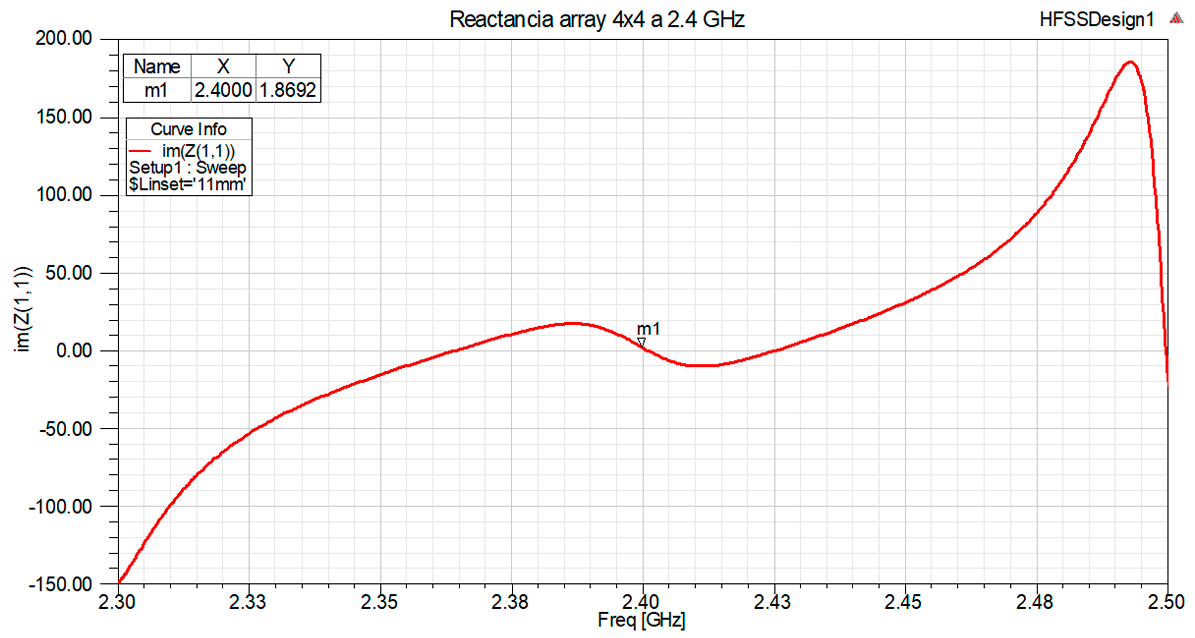 Reactancia array 4x4 a 2.4 GHz
HFSSDesign1
Name X Y
m1 2.4000 1.8692
Curve Info
im(Z(1,1))
Setup1 : Sweep
$Linset='11mm'
200.00
150.00
100.00
50.00
0.00
-50.00
-100.00
-150.00
im(Z(1,1))
m1
2.30 2.33 2.35 2.38 2.40 2.43 2.45 2.48 2.50
Freq [GHz]